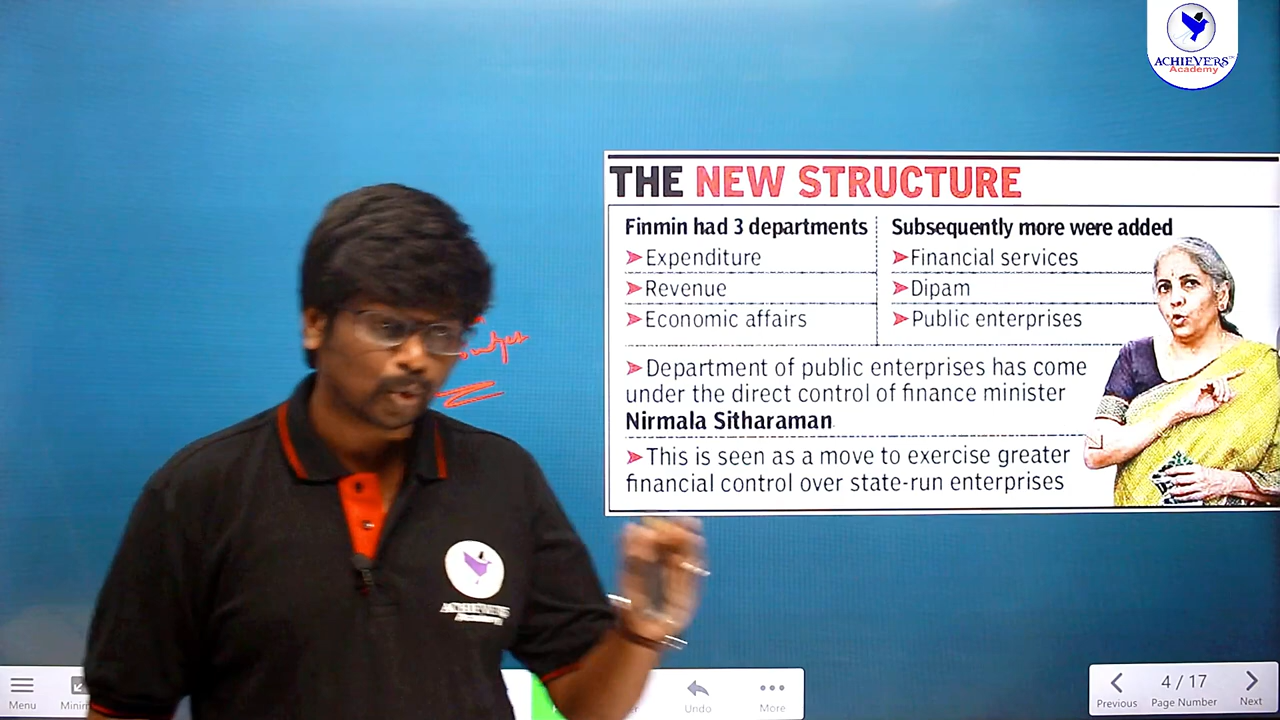 ACHIEVERS
Academy
THE NEW STRUCTURE
Finmin had 3 departments
➤Expenditure
➤Revenue
➤Economic affairs
Subsequently more were added
➤Financial services
➤Dipam
➤Public enterprises
➤Department of public enterprises has come
under the direct control of finance minister
Nirmala Sitharaman
➤This is seen as a move to exercise greater
financial control over state-run enterprises
ACHIEVERS
Academy
Menu
Undo
More
Previous
4 / 17
Page Number
Next